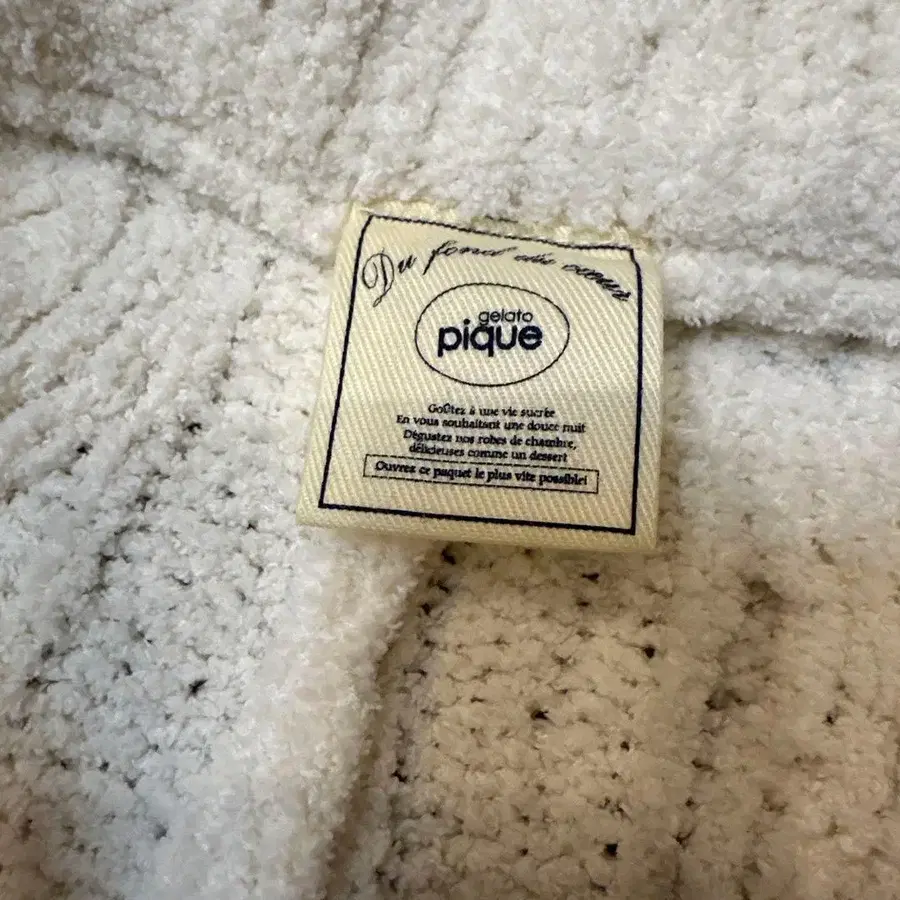 Du fond du coeur
gelato
pique
Goûtez à une vie sucrée
En vous souhaitant une douce nuit
Dégustez nos robes de chambre,
délicieuses comme un dessert
Ouvrez ce paquet le plus vite possible!